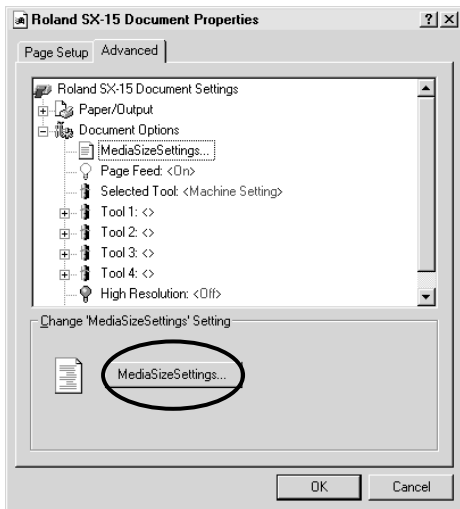 Roland SX-15 Document Properties
Page Setup Advanced
Roland SX-15 Document Settings
Paper/Output
Document Options
MediaSizeSettings...
Page Feed: <On>
Selected Tool: <Machine Setting>
Tool 1: <>
Tool 2: <>
Tool 3: <>
Tool 4: <>
High Resolution: <Off>
Change 'MediaSizeSettings' Setting
MediaSizeSettings...
OK Cancel